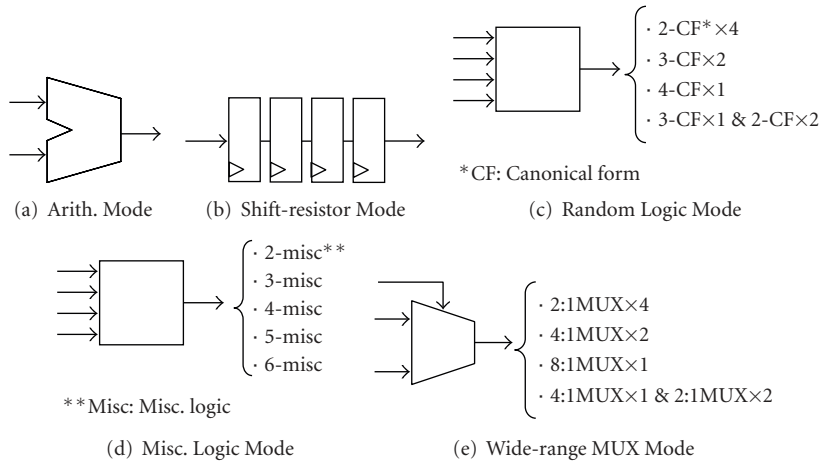 · 2-CF*×4
· 3-CF×2
· 4-CF×1
· 3-CF×1 & 2-CF×2
*CF: Canonical form
(a) Arith. Mode
(b) Shift-resistor Mode
(c) Random Logic Mode
· 2-misc**
· 3-misc
· 4-misc
· 5-misc
· 6-misc
**Misc: Misc. logic
· 2:1MUX×4
· 4:1MUX×2
· 8:1MUX×1
· 4:1MUX×1 & 2:1MUX×2
(d) Misc. Logic Mode
(e) Wide-range MUX Mode